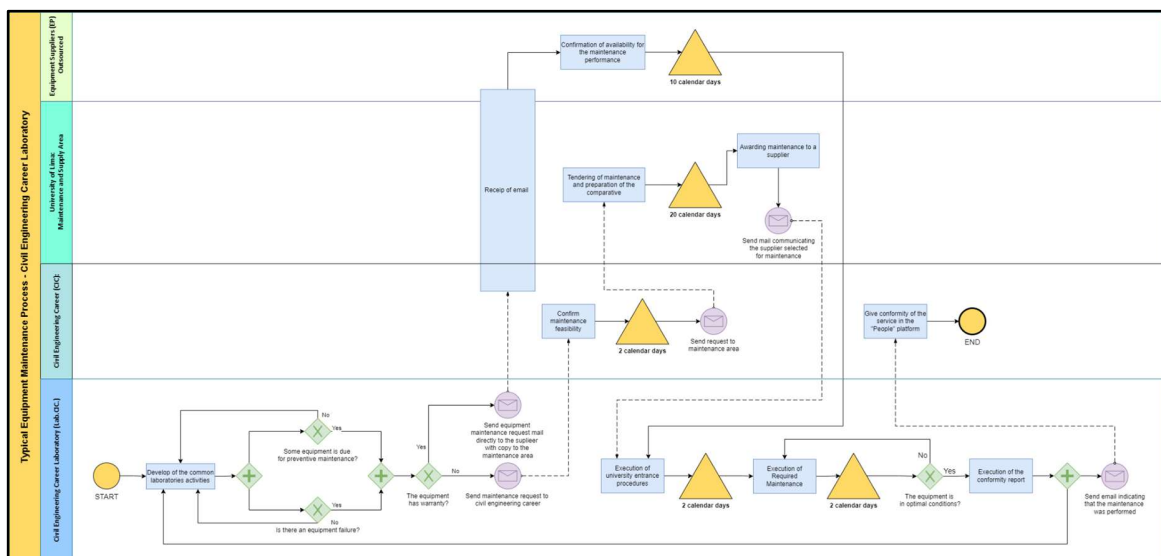 Typical Equipment Maintenance Process - Civil Engineering Career Laboratory
Equipment Suppliers (EP)
Outsourced
Confirmation of availability for
the maintenance
performance
10 calendar days
University of Lima:
Maintenance and Supply Area
Receip of email
Tendering of maintenance
and preparation of the
comparative
20 calendar days
Awarding maintenance to a
supplier
Send mail communicating
the supplier selected
for maintenance
Civil Engineering Career (CIC):
Confirm
maintenance
feasibility
2 calendar days
Send request to
maintenance area
Give conformity of the
service in the
"People" platform
END
Civil Engineering Career Laboratory (Lab.CIC.)
START
Develop of the common
laboratories activities
No
Yes
Some equipment is due
for preventive maintenance?
Yes
No
Is there an equipment failure?
Yes
No
The equipment
has warranty?
Send equipment
maintenance request mail
directly to the suplieer
with copy to the
maintenance area
Send maintenance request to
civil engineering career
Execution of
university entrance
procedures
2 calendar days
Execution of
Required
Maintenance
2 calendar days
No
Yes
The equipment is
in optimal conditions?
Execution of the
conformity report
Send email indicating
that the maintenance
was performed